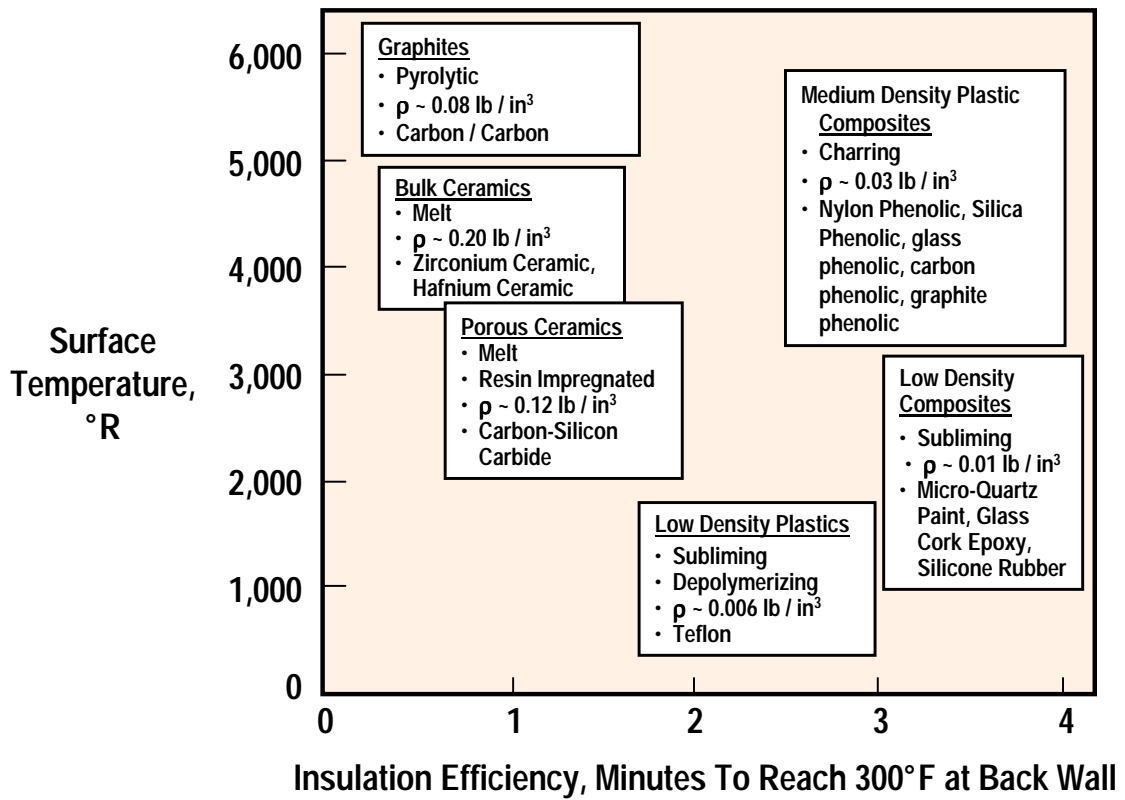 6,000
5,000
4,000
3,000
2,000
1,000
0
Surface
Temperature,
°R
Graphites
• Pyrolytic
• ρ ~ 0.08 lb / in³
• Carbon / Carbon
Bulk Ceramics
• Melt
• ρ ~ 0.20 lb / in³
• Zirconium Ceramic,
Hafnium Ceramic
Porous Ceramics
• Melt
• Resin Impregnated
• ρ ~ 0.12 lb / in³
• Carbon-Silicon
Carbide
Medium Density Plastic
Composites
• Charring
• ρ ~ 0.03 lb / in³
• Nylon Phenolic, Silica
Phenolic, glass
phenolic, carbon
phenolic, graphite
phenolic
Low Density
Composites
• Subliming
• ρ ~ 0.01 lb / in³
• Micro-Quartz
Paint, Glass
Cork Epoxy,
Silicone Rubber
Low Density Plastics
• Subliming
• Depolymerizing
• ρ ~ 0.006 lb / in³
• Teflon
0 1 2 3 4
Insulation Efficiency, Minutes To Reach 300°F at Back Wall